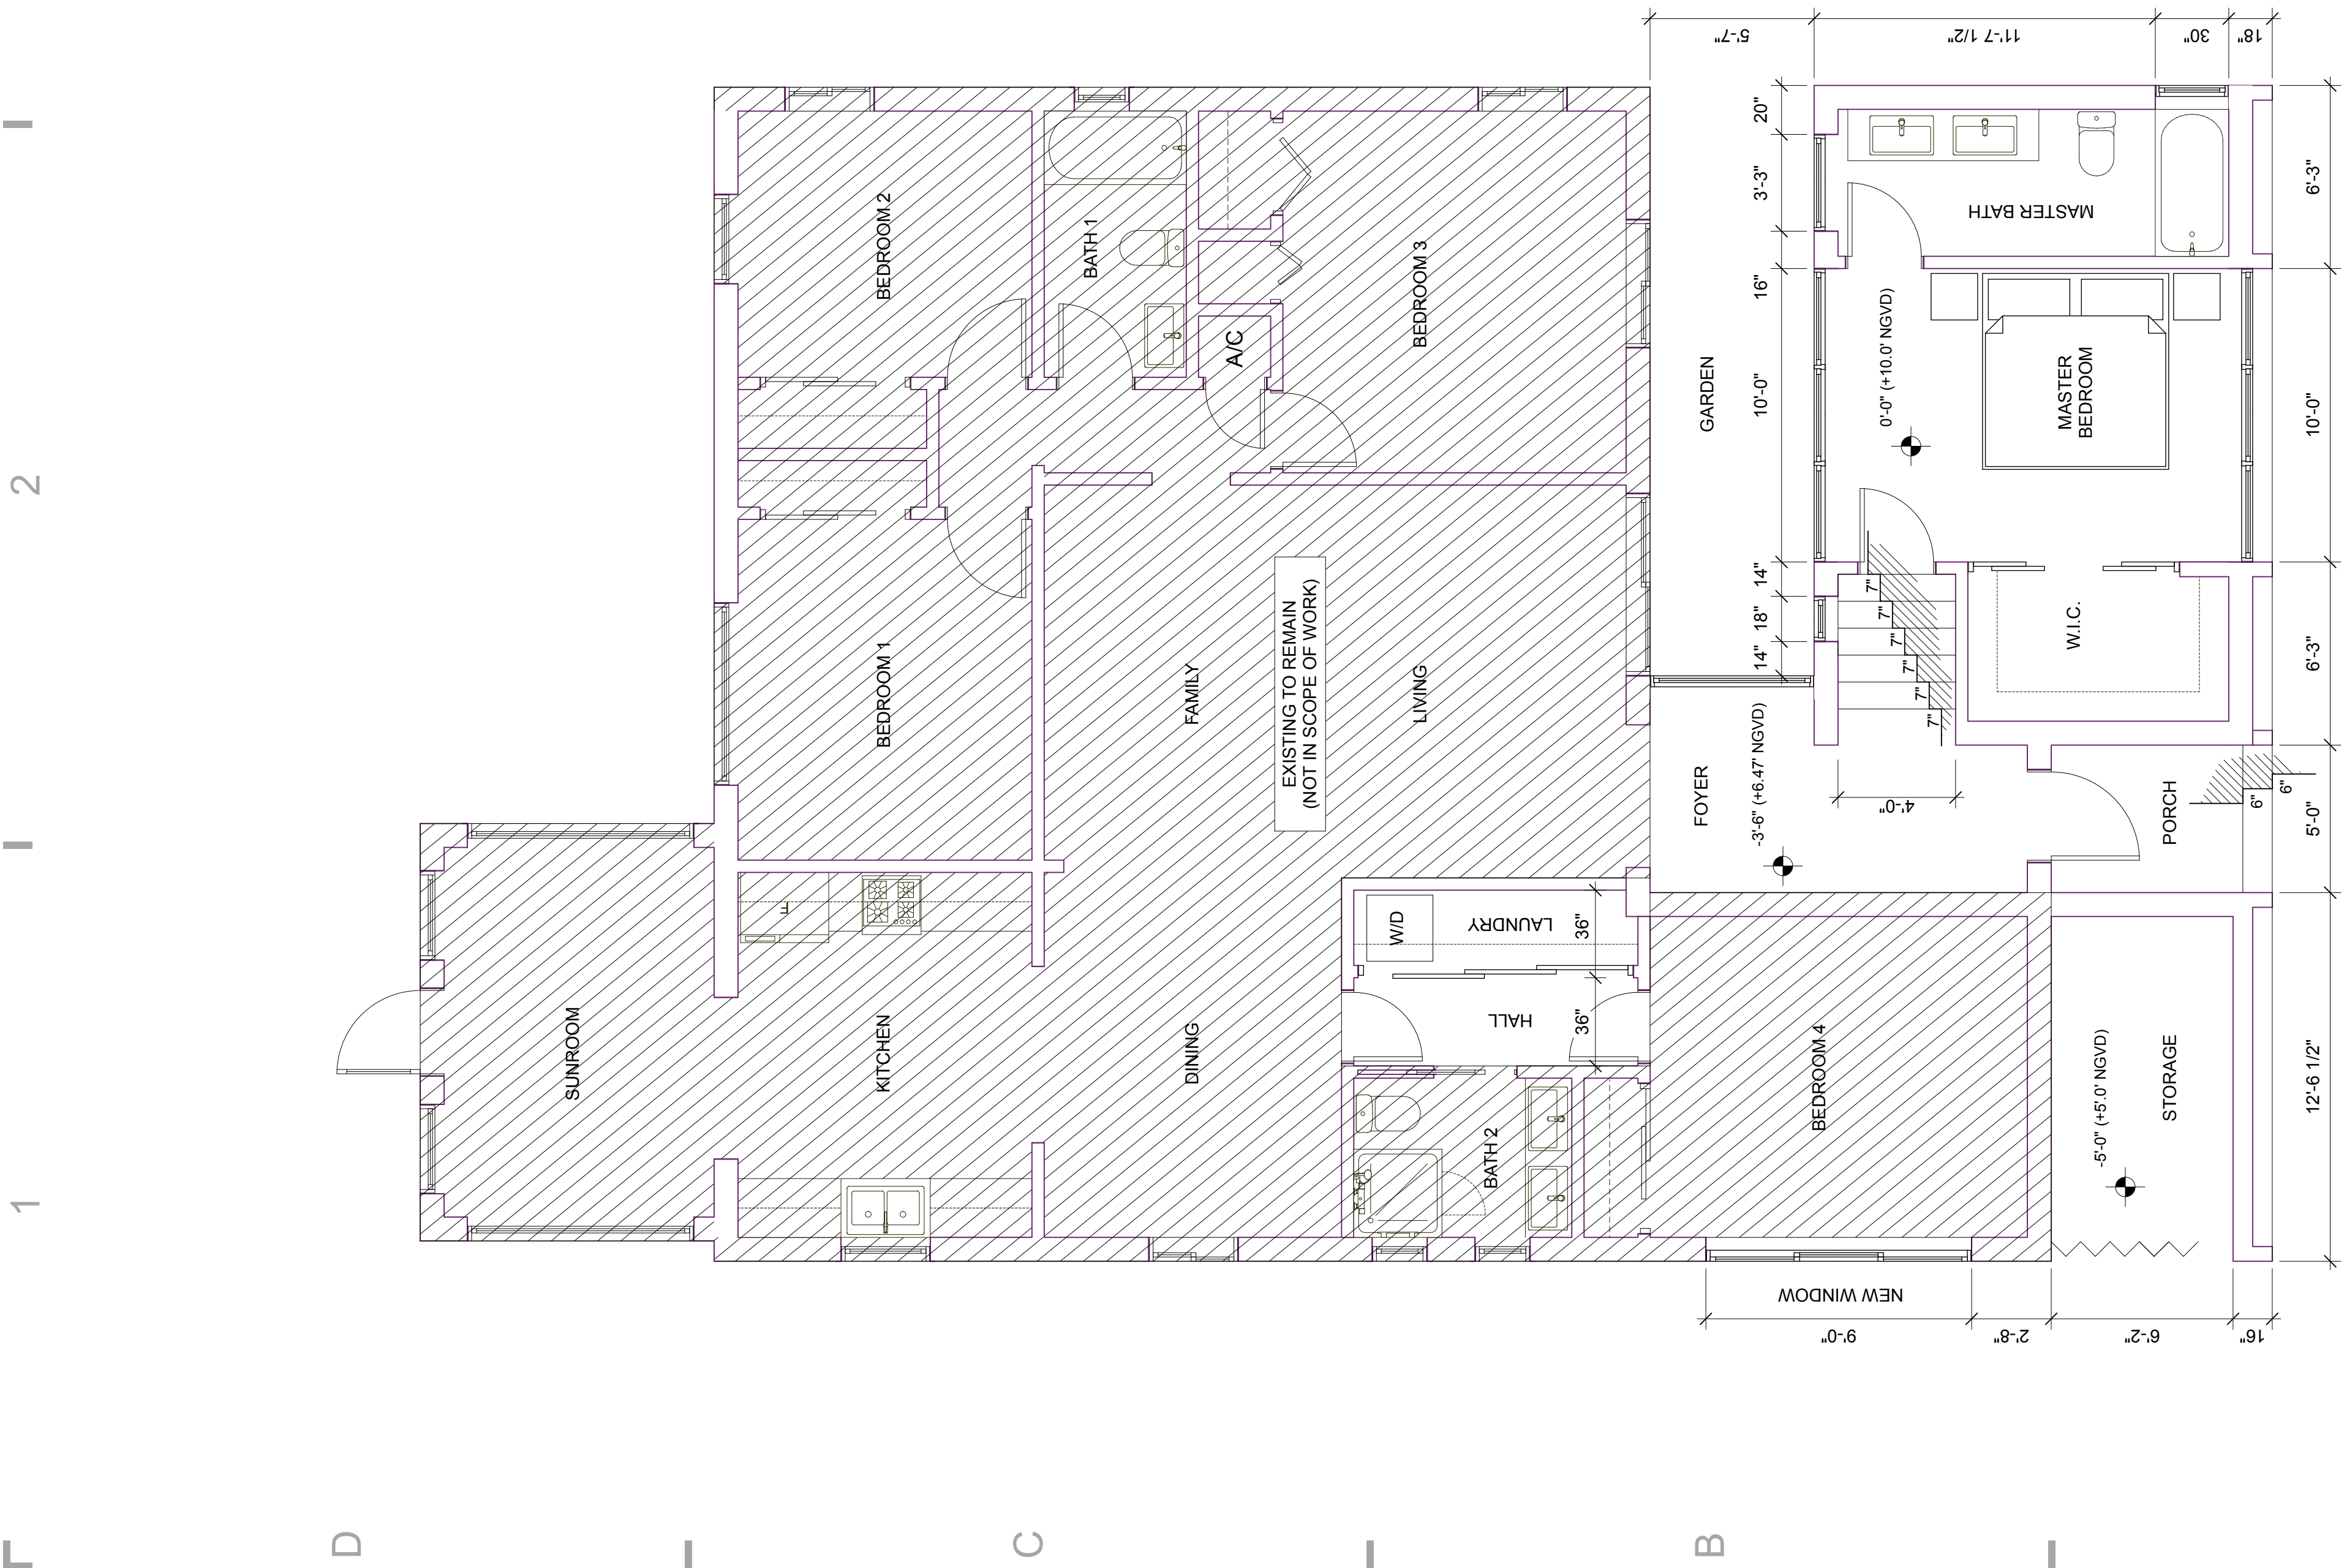 2
1
D
C
B
BEDROOM 2
BATH 1
A/C
BEDROOM 3
BEDROOM 1
FAMILY
EXISTING TO REMAIN
(NOT IN SCOPE OF WORK)
LIVING
SUNROOM
KITCHEN
F
DINING
W/D
LAUNDRY
36"
HALL
36"
BATH 2
BEDROOM 4
GARDEN
FOYER
-3'-6" (+6.47' NGVD)
4'-0"
PORCH
6"
6"
STORAGE
-5'-0" (+5.0' NGVD)
MASTER BATH
0'-0" (+10.0' NGVD)
MASTER
BEDROOM
W.I.C.
7"
7"
7"
7"
7"
7"
5'-7"
11'-7 1/2"
30"
18"
20"
3'-3"
16"
10'-0"
14"
18"
14"
6'-3"
10'-0"
6'-3"
5'-0"
12'-6 1/2"
NEW WINDOW
9'-0"
2'-8"
6'-2"
16"